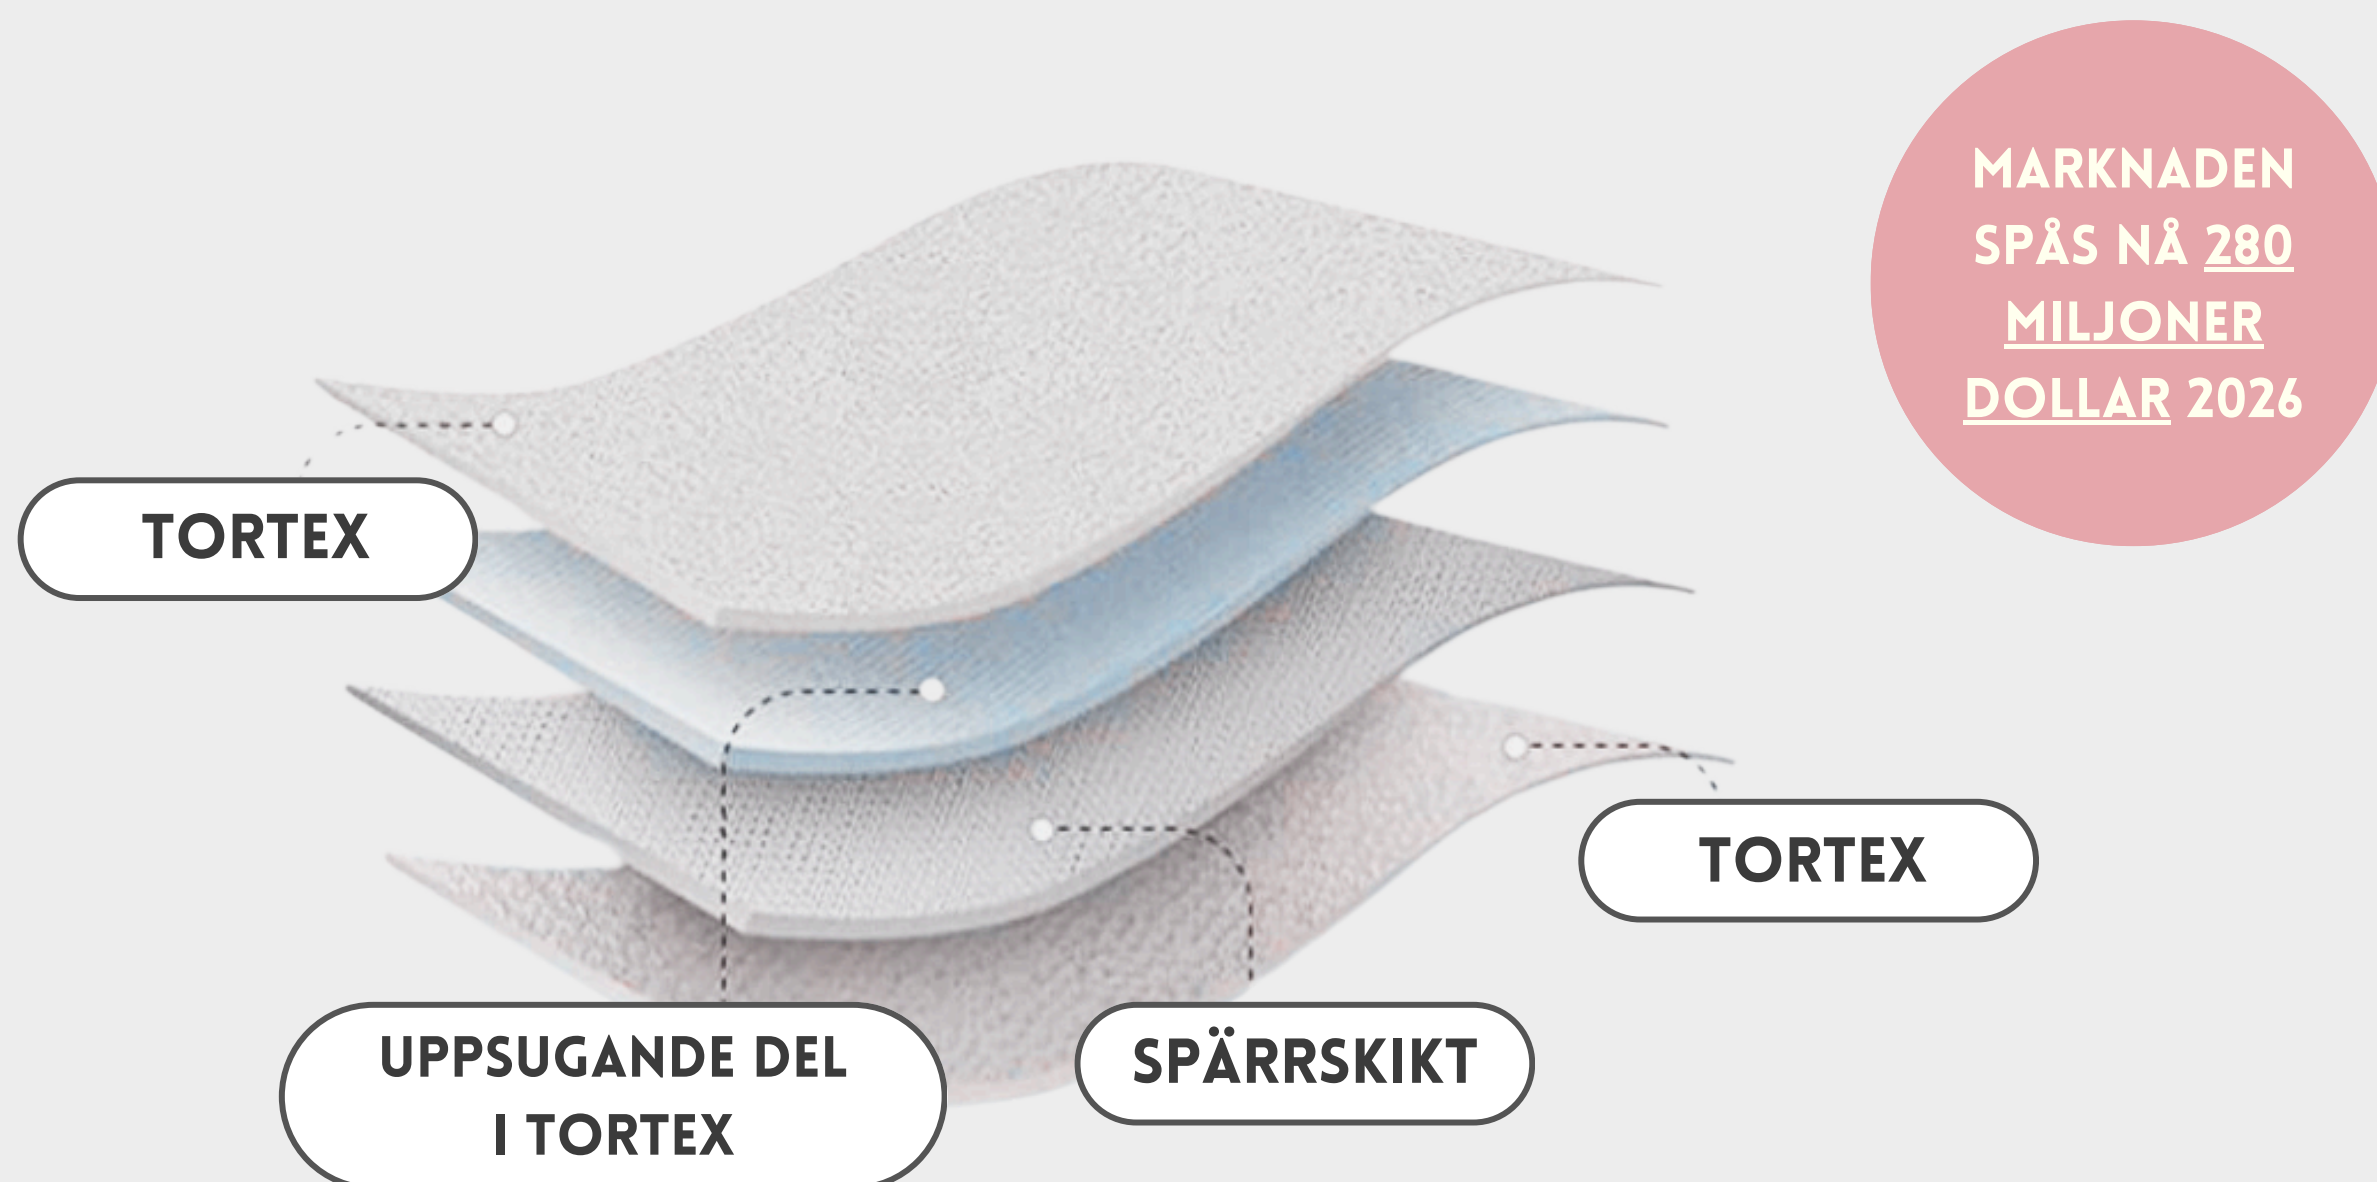 MARKNADEN
SPÅS NÅ 280
MILJONER
DOLLAR 2026
TORTEX
TORTEX
UPPSUGANDE DEL
I TORTEX
SPÄRRSKIKT